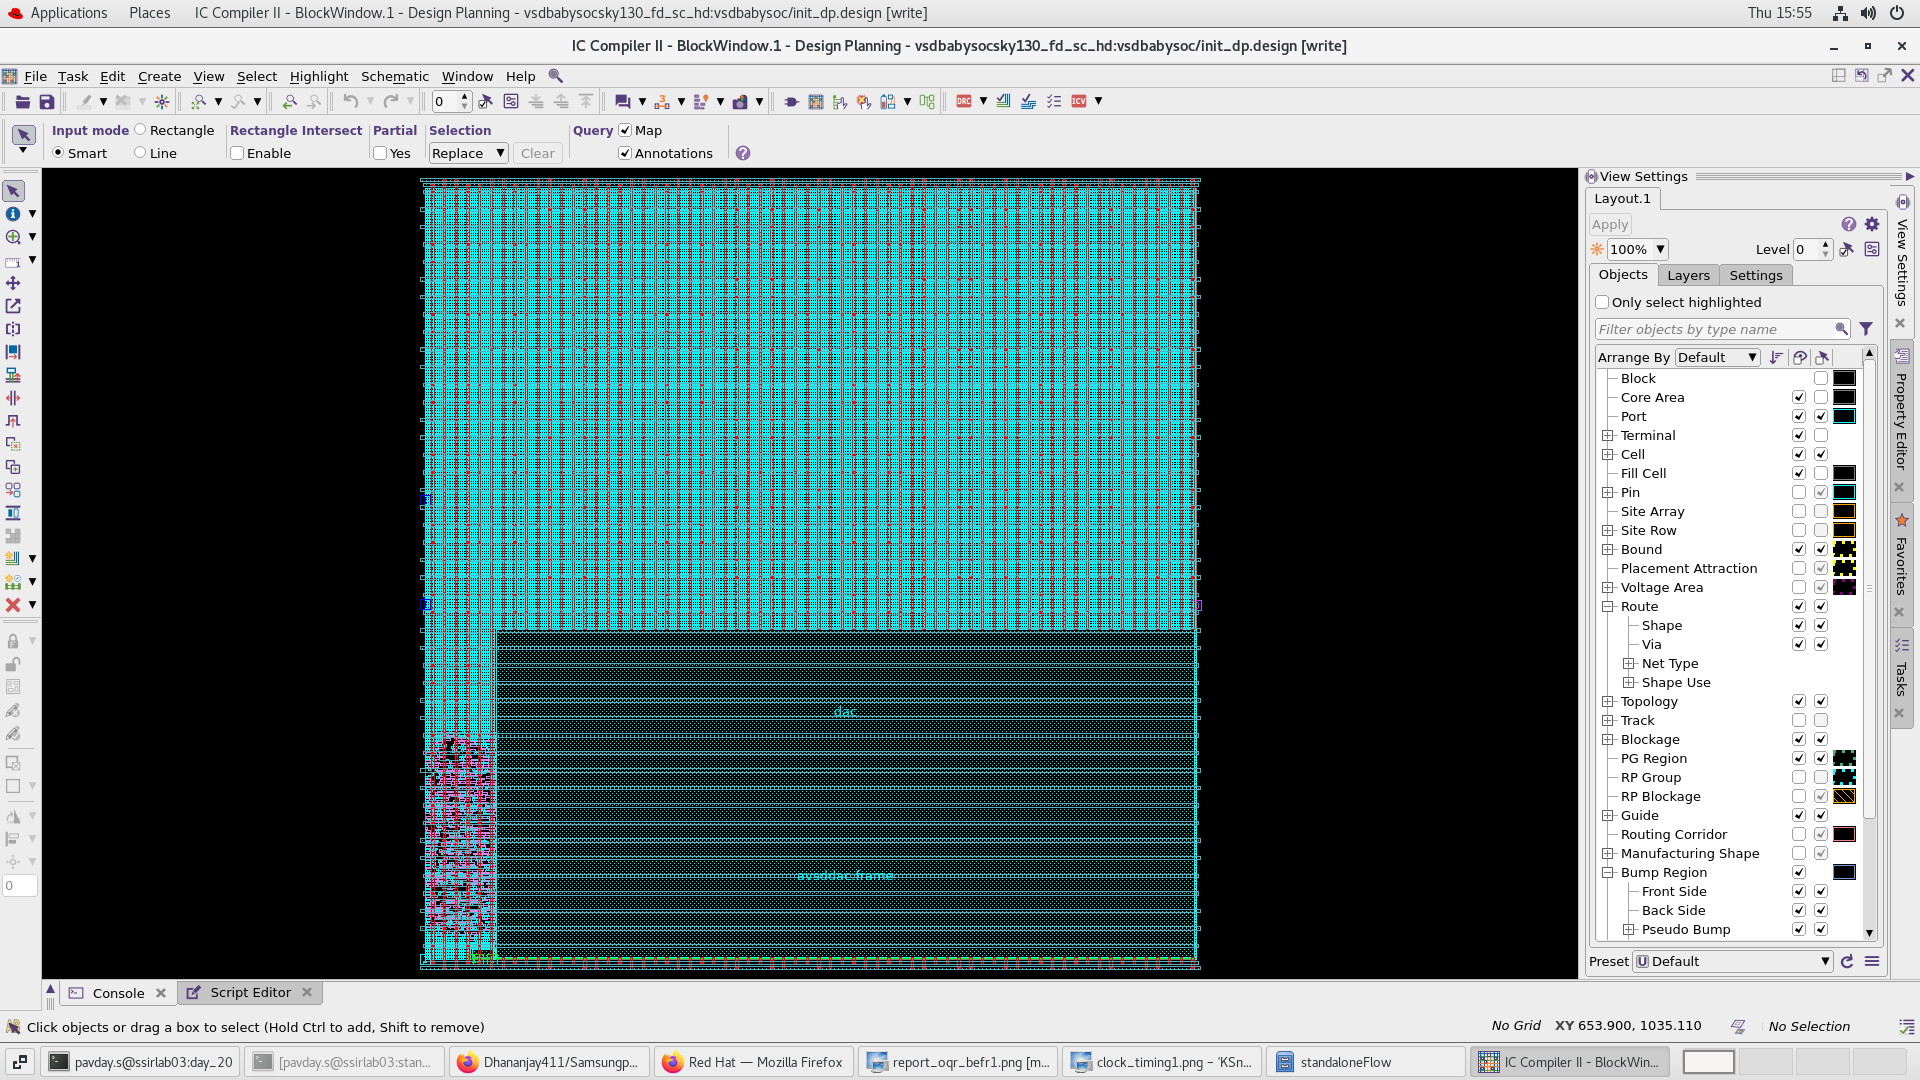 Applications Places IC Compiler II - BlockWindow.1 - Design Planning - vsdbabysocsky130_fd_sc_hd:vsdbabysoc/init_dp.design [write] Thu 15:55
IC Compiler II - BlockWindow.1 - Design Planning - vsdbabysocsky130_fd_sc_hd:vsdbabysoc/init_dp.design [write]
File Task Edit Create View Select Highlight Schematic Window Help
0 DRC ICV
Input mode Rectangle Rectangle Intersect Partial Selection Query Map
Smart Line Enable Yes Replace Clear Annotations
View Settings
Layout.1
Apply
100% Level 0
Objects Layers Settings
Only select highlighted
Filter objects by type name
Arrange By Default
Block
Core Area
Port
Terminal
Cell
Fill Cell
Pin
Site Array
Site Row
Bound
Placement Attraction
Voltage Area
Route
Shape
Via
Net Type
Shape Use
Topology
Track
Blockage
PG Region
RP Group
RP Blockage
Guide
Routing Corridor
Manufacturing Shape
Bump Region
Front Side
Back Side
Pseudo Bump
Preset Default
View Settings
Property Editor
Favorites
Tasks
dac
avsddac.frame
0
Console Script Editor
Click objects or drag a box to select (Hold Ctrl to add, Shift to remove) No Grid XY 653.900, 1035.110 No Selection
pavday.s@ssirlab03:day_20 [pavday.s@ssirlab03:stan... Dhananjay411/Samsungp... Red Hat — Mozilla Firefox report_oqr_befr1.png [m... clock_timing1.png – 'KSn... standaloneFlow IC Compiler II - BlockWin...